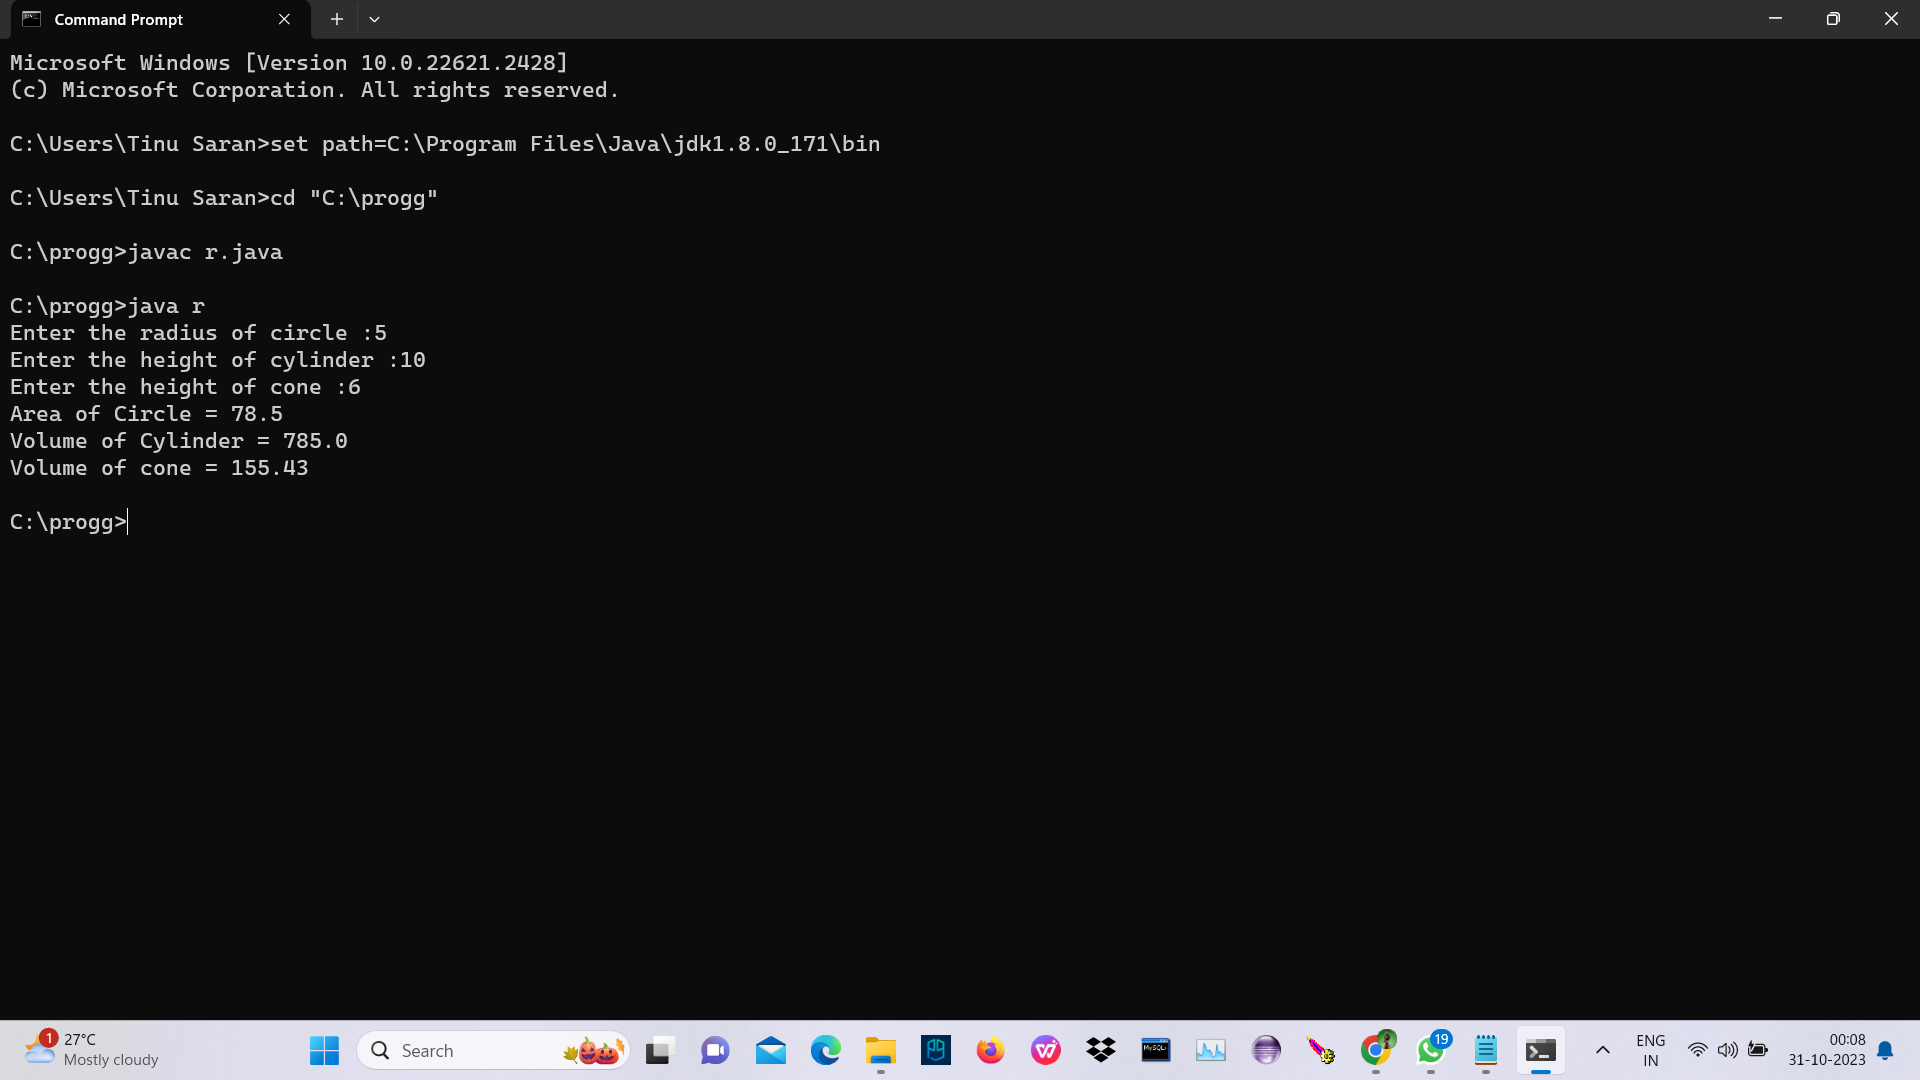 Command Prompt
Microsoft Windows [Version 10.0.22621.2428]
(c) Microsoft Corporation. All rights reserved.
C:\Users\Tinu Saran>set path=C:\Program Files\Java\jdk1.8.0_171\bin
C:\Users\Tinu Saran>cd "C:\progg"
C:\progg>javac r.java
C:\progg>java r
Enter the radius of circle :5
Enter the height of cylinder :10
Enter the height of cone :6
Area of Circle = 78.5
Volume of Cylinder = 785.0
Volume of cone = 155.43
C:\progg>
1
27°C
Mostly cloudy
Search
MySQL
19
ENG
IN
00:08
31-10-2023